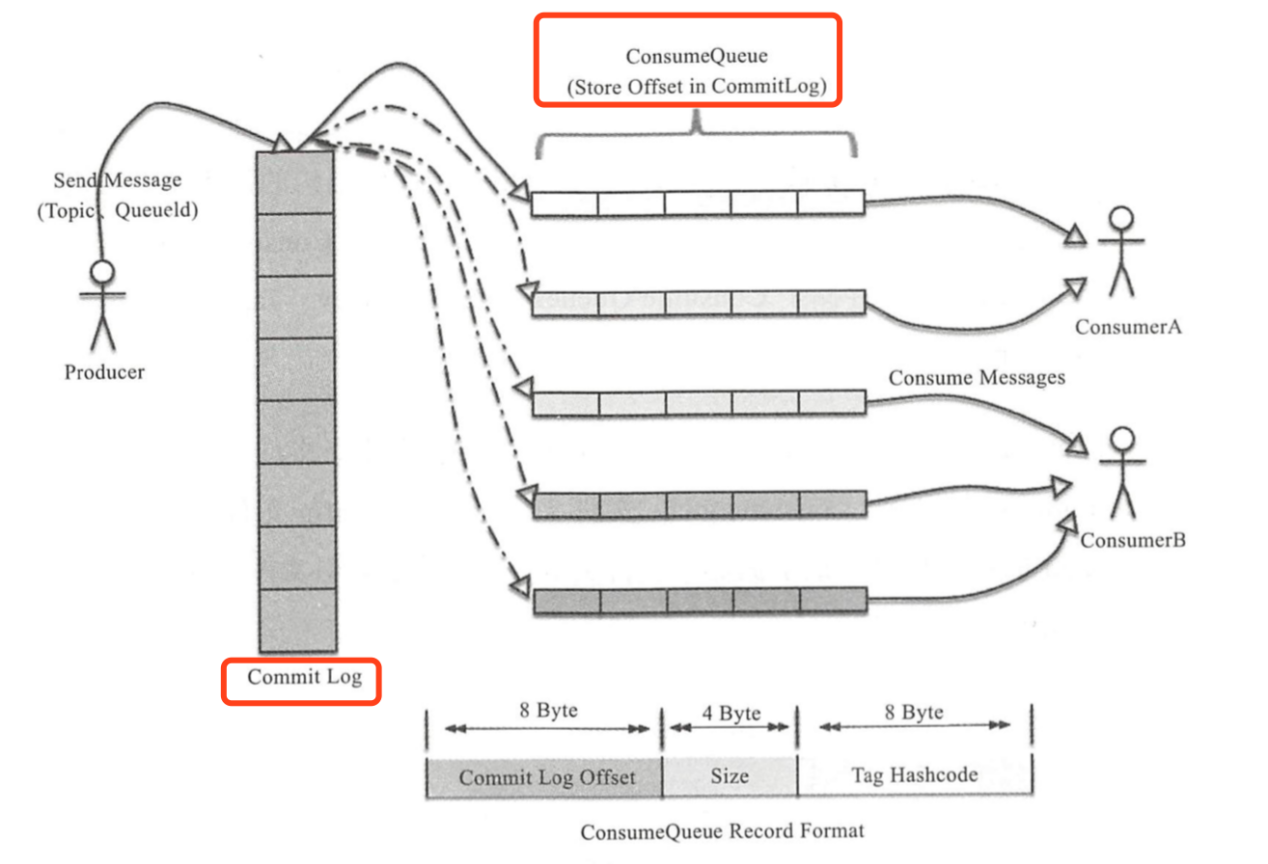 ConsumeQueue
(Store Offset in CommitLog)
Send Message
(Topic、QueueId)
Producer
ConsumerA
Consume Messages
ConsumerB
Commit Log
8 Byte
4 Byte
8 Byte
Commit Log Offset
Size
Tag Hashcode
ConsumeQueue Record Format